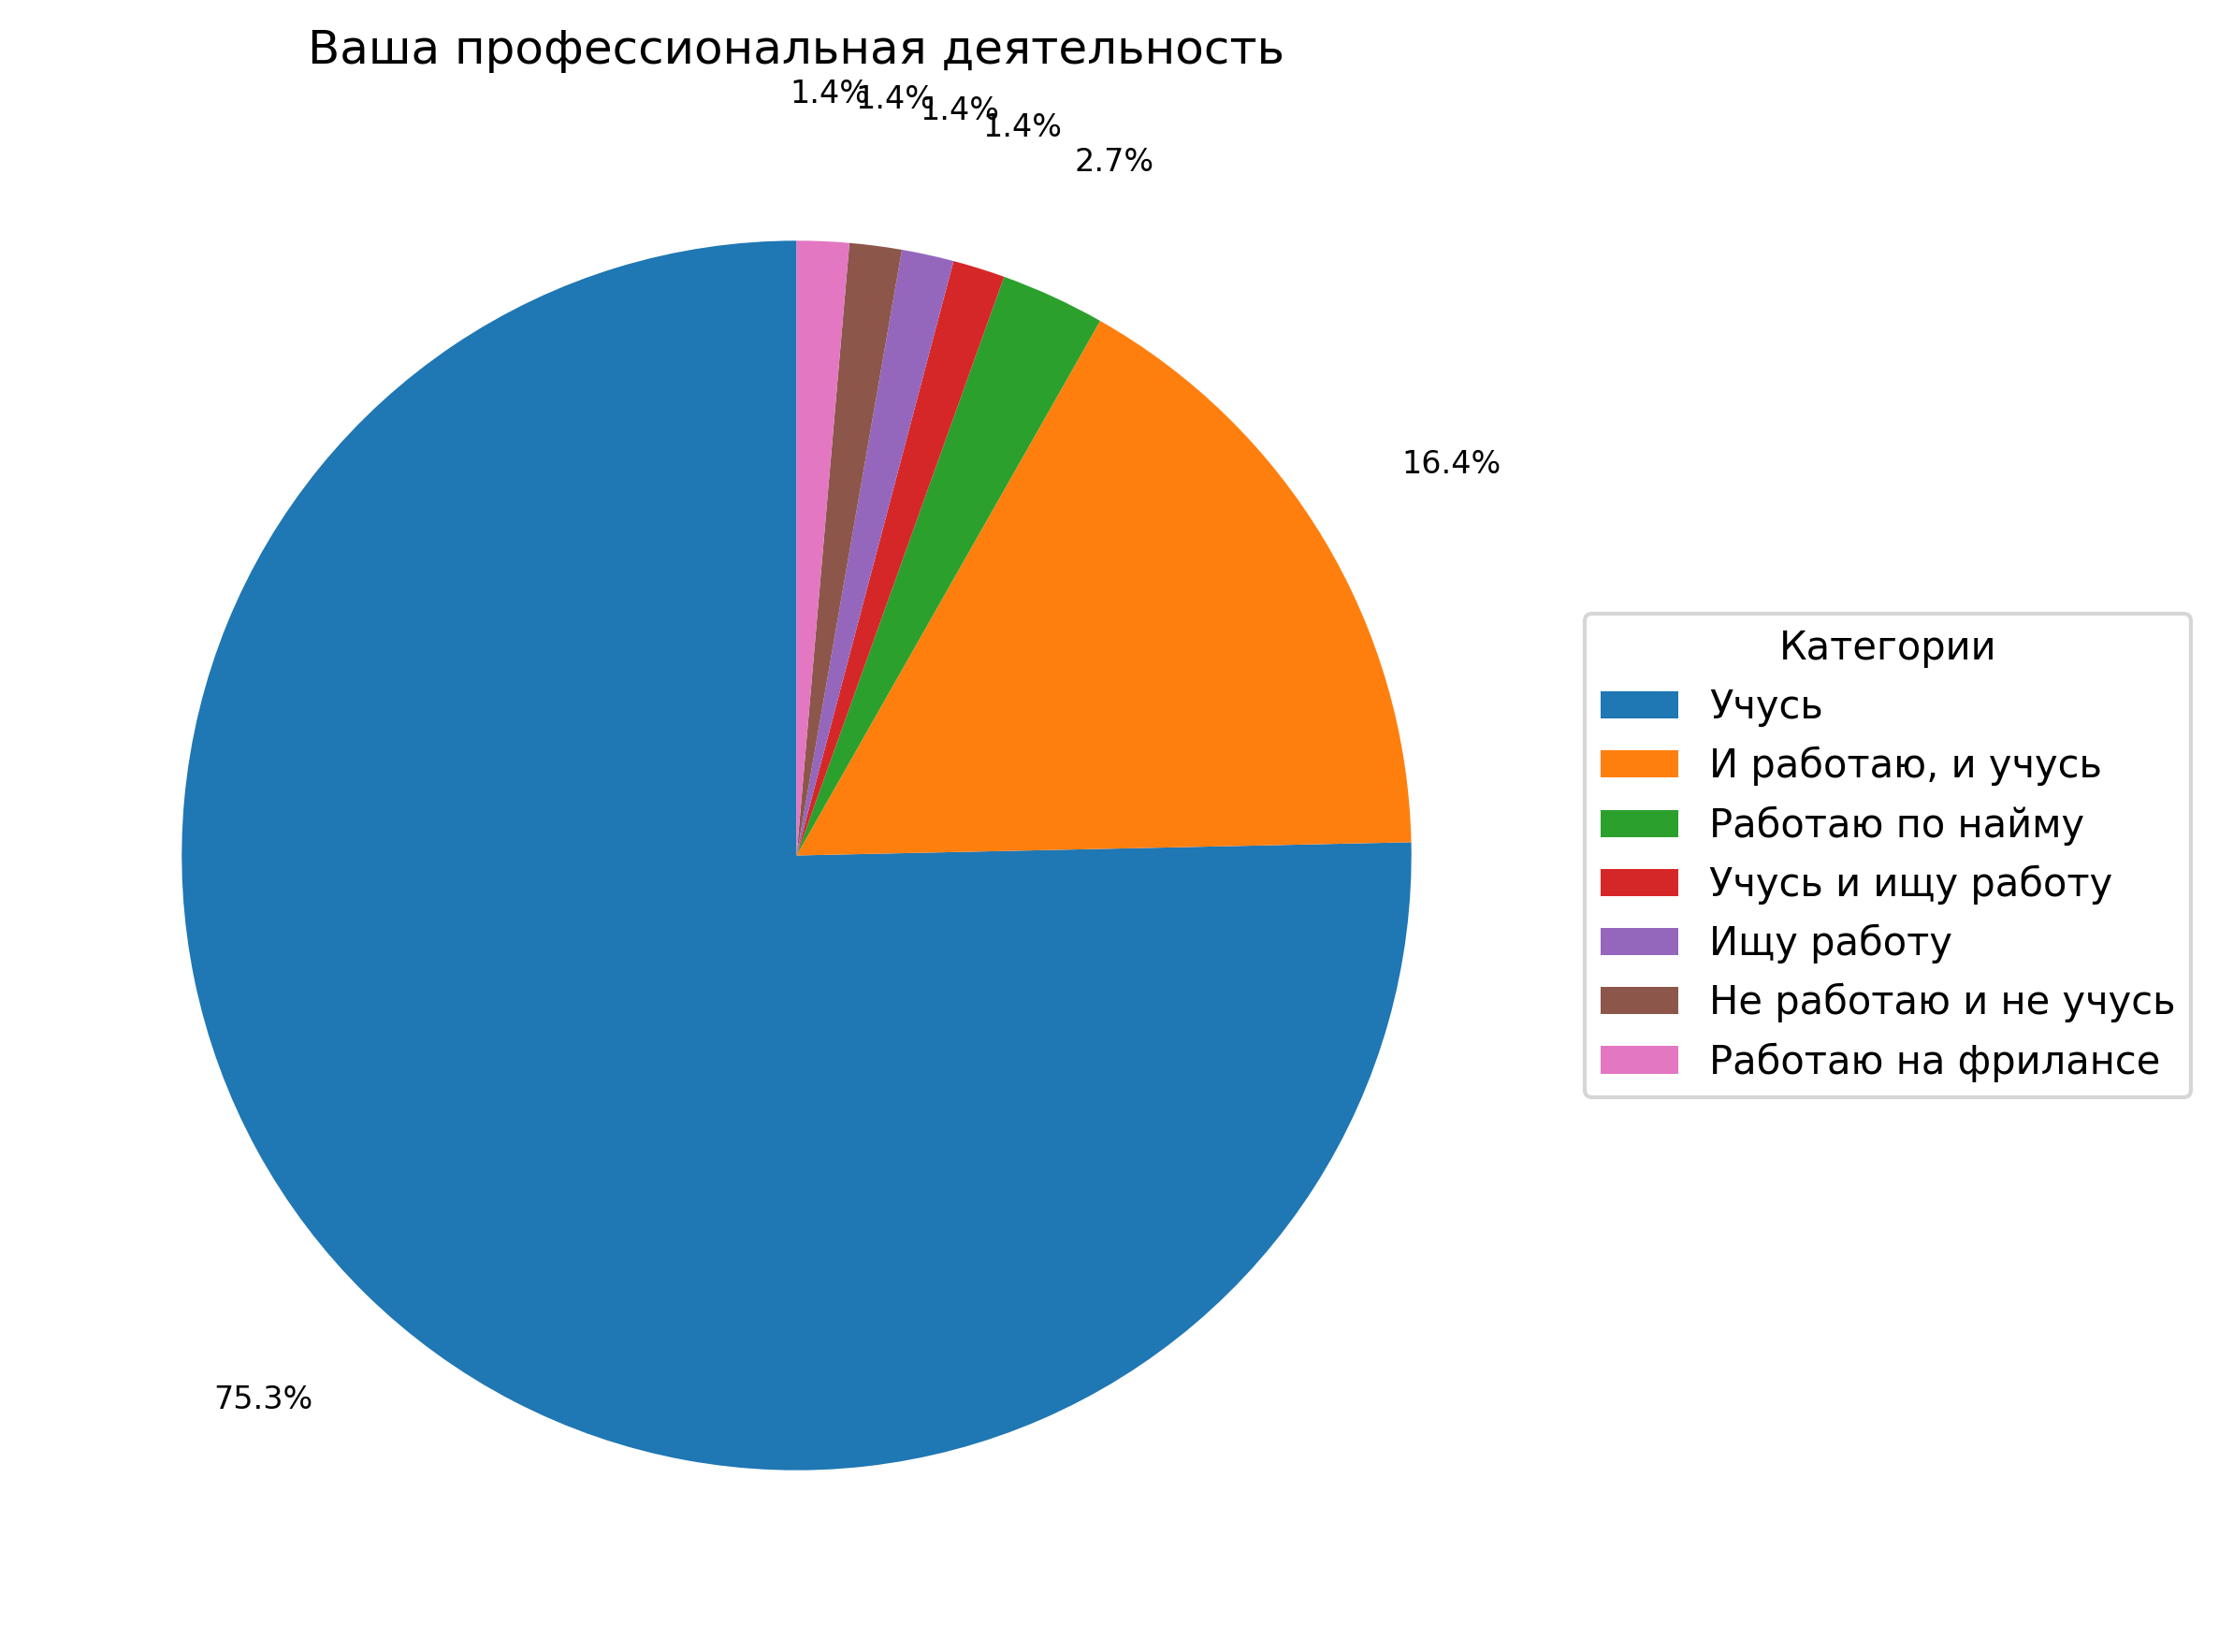 Ваша профессиональная деятельность
1.4%
1.4%
1.4%
1.4%
2.7%
16.4%
75.3%
Категории
Учусь
И работаю, и учусь
Работаю по найму
Учусь и ищу работу
Ищу работу
Не работаю и не учусь
Работаю на фрилансе